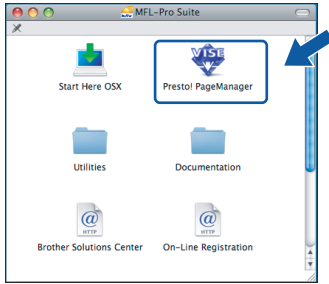 MFL-Pro Suite
VISE
Start Here OSX
Presto! PageManager
Utilities
Documentation
@
HTTP
@
HTTP
Brother Solutions Center
On-Line Registration